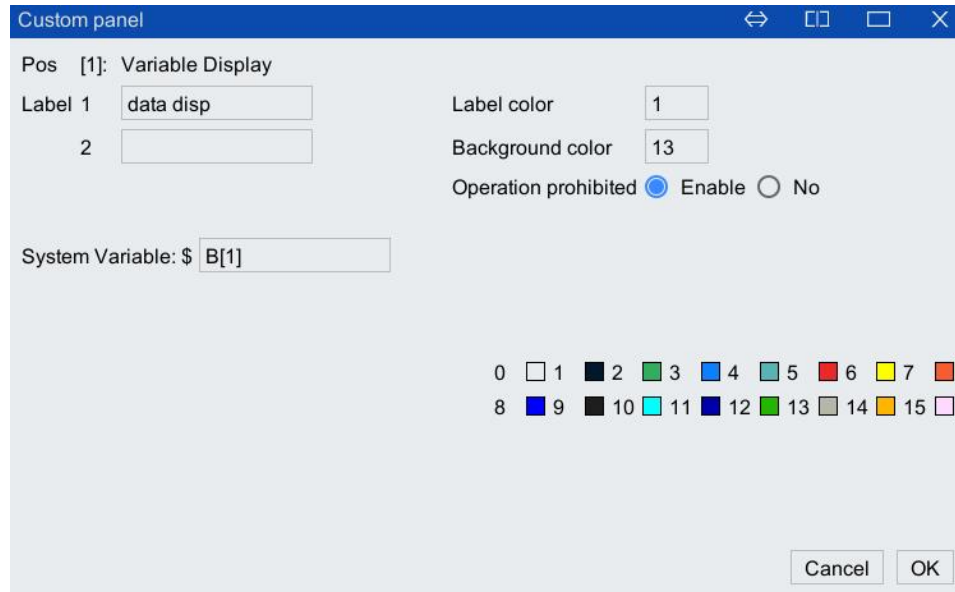 Custom panel
Pos [1]: Variable Display
Label 1 data disp Label color 1
2 Background color 13
Operation prohibited Enable No
System Variable: $ B[1]
0 1 2 3 4 5 6 7
8 9 10 11 12 13 14 15
Cancel OK